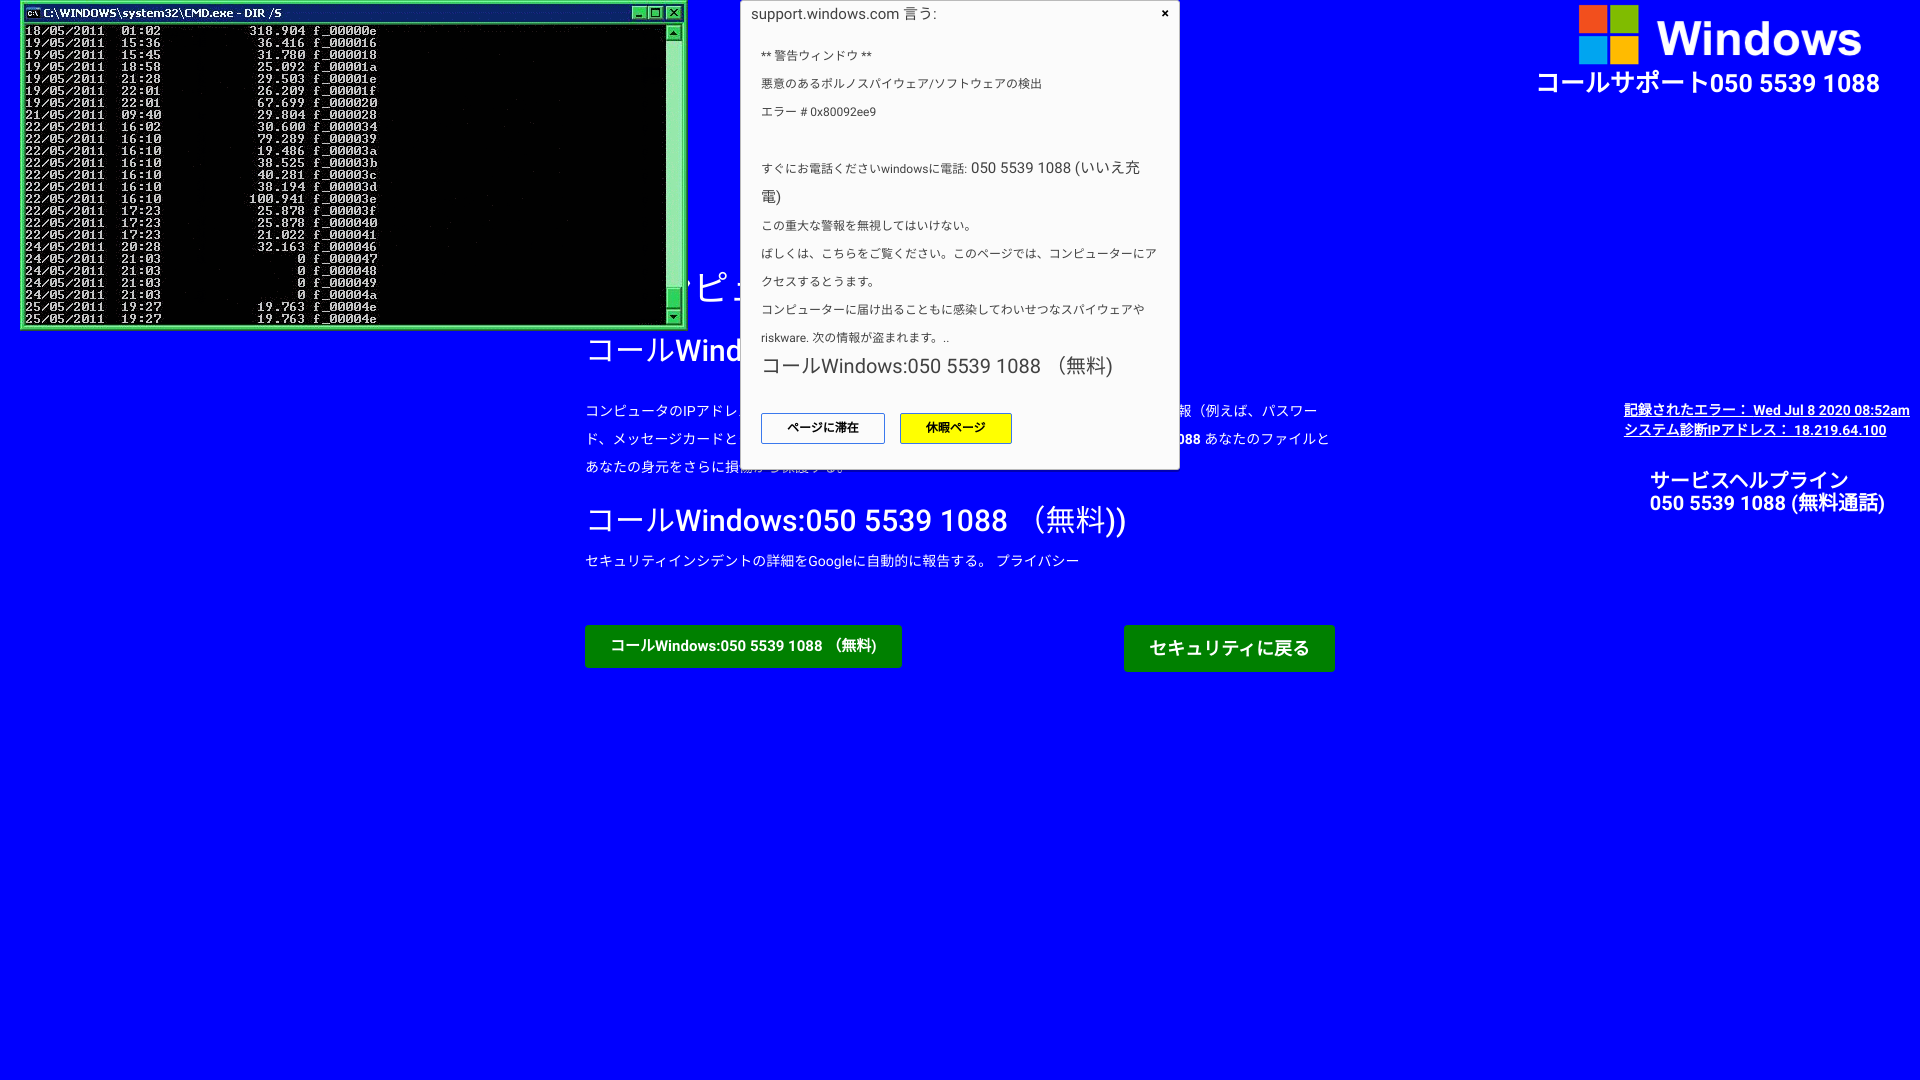 C:\WINDOWS\system32\CMD.exe - DIR /S
18/05/2011 01:02 318.904 f_00000e
19/05/2011 15:36 36.416 f_000016
19/05/2011 15:45 31.780 f_000018
19/05/2011 18:58 25.092 f_00001a
19/05/2011 21:28 29.503 f_00001e
19/05/2011 22:01 26.209 f_00001f
19/05/2011 22:01 67.699 f_000020
21/05/2011 09:40 29.804 f_000028
22/05/2011 16:02 30.600 f_000034
22/05/2011 16:10 79.289 f_000039
22/05/2011 16:10 19.486 f_00003a
22/05/2011 16:10 38.525 f_00003b
22/05/2011 16:10 40.281 f_00003c
22/05/2011 16:10 38.194 f_00003d
22/05/2011 16:10 100.941 f_00003e
22/05/2011 17:23 25.878 f_00003f
22/05/2011 17:23 25.878 f_000040
22/05/2011 17:23 21.022 f_000041
24/05/2011 20:28 32.163 f_000046
24/05/2011 21:03 0 f_000047
24/05/2011 21:03 0 f_000048
24/05/2011 21:03 0 f_000049
24/05/2011 21:03 0 f_00004a
25/05/2011 19:27 19.763 f_00004e
25/05/2011 19:27 19.763 f_00004e
support.windows.com 言う:
** 警告ウィンドウ **
悪意のあるポルノスパイウェア/ソフトウェアの検出
エラー # 0x80092ee9
すぐにお電話くださいwindowsに電話: 050 5539 1088 (いいえ充
電)
この重大な警報を無視してはいけない。
ばしくは、こちらをご覧ください。このページでは、コンピューターにア
クセスするとうます。
コンピューターに届け出ることもに感染してわいせつなスパイウェアや
riskware. 次の情報が盗まれます。..
コールWindows:050 5539 1088 （無料)
ページに滞在
休暇ページ
Windows
コールサポート050 5539 1088
ピュ
コールWind
コンピュータのIPアドレ 報（例えば、パスワー
ド、メッセージカードと 088 あなたのファイルと
あなたの身元をさらに損傷から保護する。
コールWindows:050 5539 1088 （無料))
セキュリティインシデントの詳細をGoogleに自動的に報告する。 プライバシー
コールWindows:050 5539 1088 （無料)
セキュリティに戻る
記録されたエラー： Wed Jul 8 2020 08:52am
システム診断IPアドレス： 18.219.64.100
サービスヘルプライン
050 5539 1088 (無料通話)